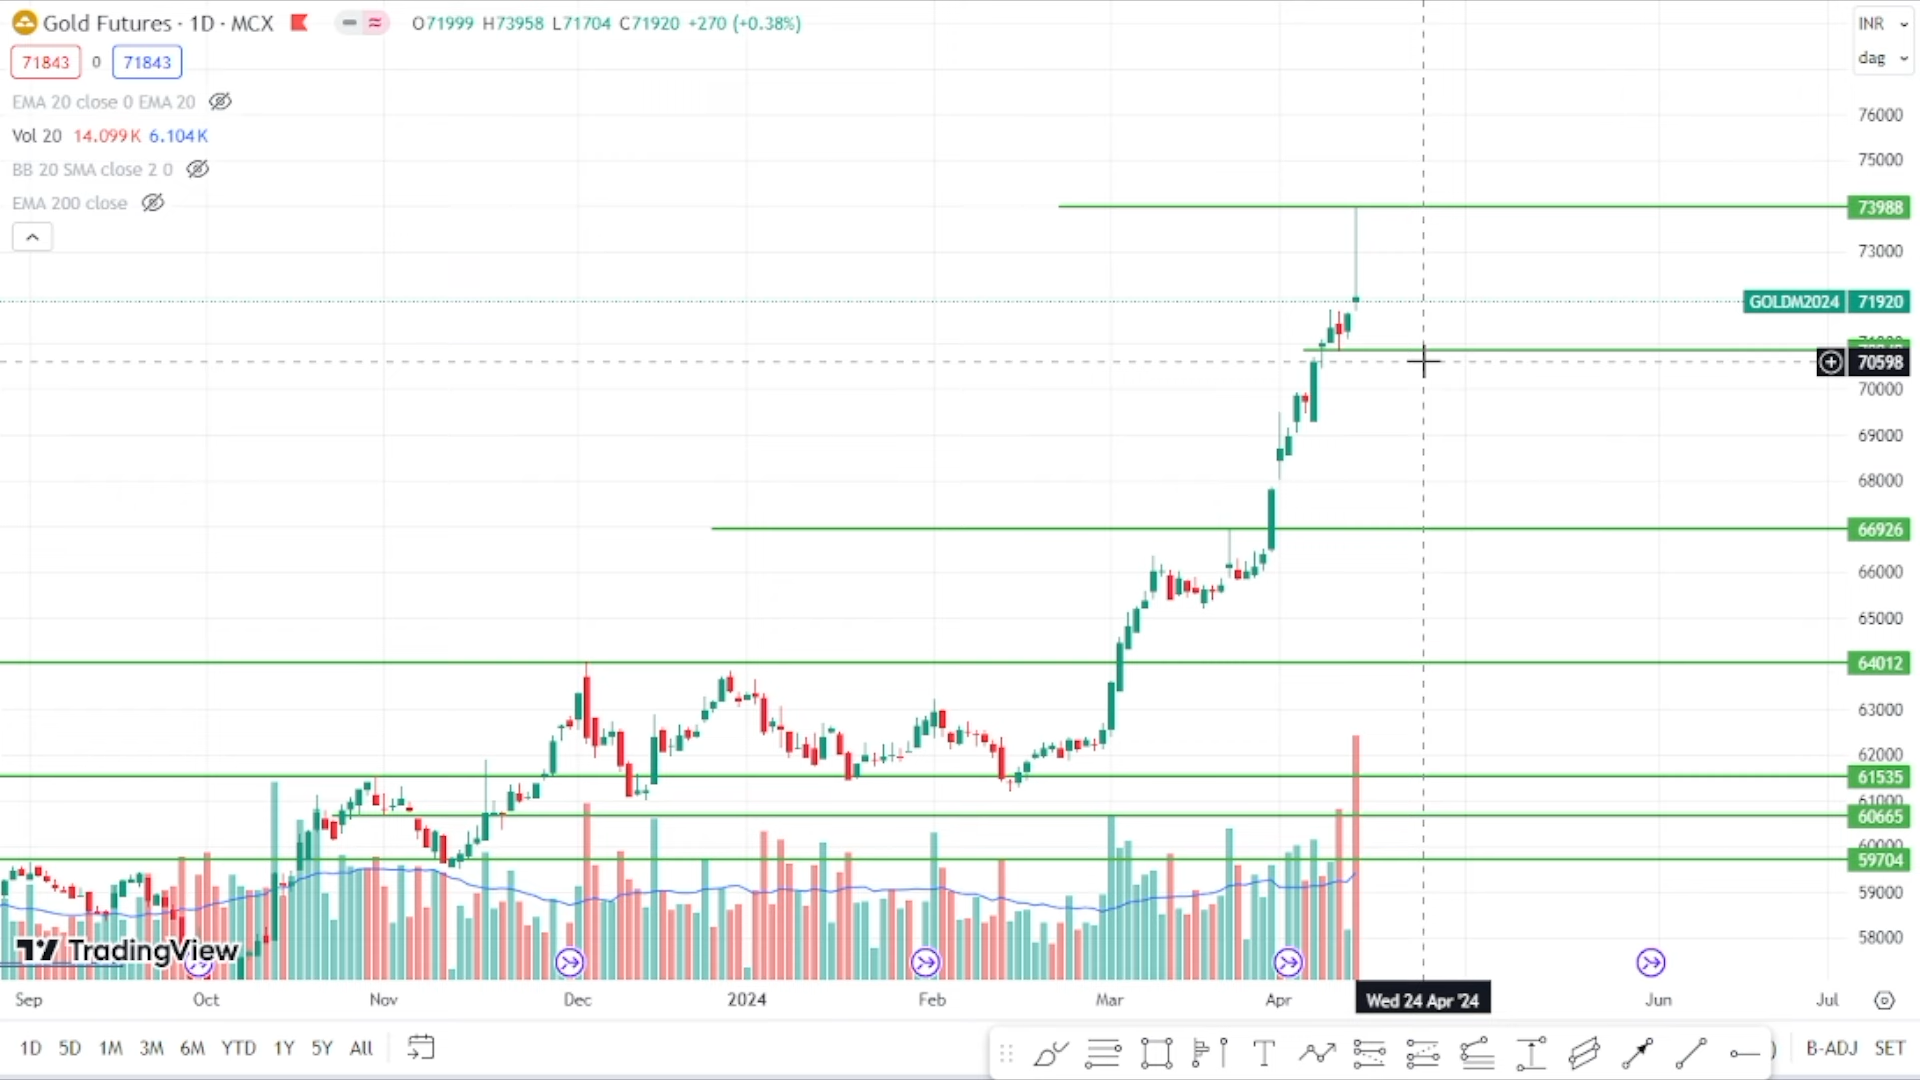 Gold Futures · 1D · MCX O71999 H73958 L71704 C71920 +270 (+0.38%)
71843 0 71843
EMA 20 close 0 EMA 20
Vol 20 14.099K 6.104K
BB 20 SMA close 2 0
EMA 200 close
INR
dag
76000
75000
73988
73000
GOLDM2024 71920
70598
70000
69000
68000
66926
66000
65000
64012
63000
62000
61535
61000
60665
60000
59704
59000
58000
TradingView
Sep Oct Nov Dec 2024 Feb Mar Apr Wed 24 Apr '24 Jun Jul
1D 5D 1M 3M 6M YTD 1Y 5Y All B-ADJ SET